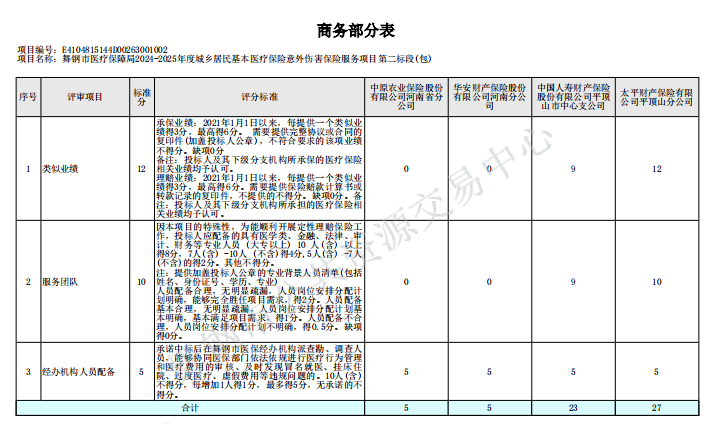 商务部分表
项目编号：E4104815144D00263001002
项目名称：舞钢市医疗保障局2024-2025年度城乡居民基本医疗保险意外伤害保险服务项目第二标段(包)
序号 评审项目 标准分 评分标准 中原农业保险股份有限公司河南省分公司 华安财产保险股份有限公司河南分公司 中国人寿财产保险股份有限公司平顶山市中心支公司 太平财产保险有限公司平顶山分公司
1 类似业绩 12
承保业绩：2021年1月1日以来，每提供一个类似业
绩得3分，最高得6分。 需要提供完整协议或合同的
复印件(加盖投标人公章)，不符合要求的该项业绩
不得分。缺项0分
备注：投标人及其下级分支机构所承保的医疗保险
相关业绩均予认可。
理赔业绩：2021年1月1日以来，每提供一个类似业
绩得3分，最高得6分。需要提供保险赔款计算书或
转款记录的复印件，不提供的不得分。缺项0分。备
注：投标人及其下级分支机构所承担的医疗保险相
关业绩均予认可。
0 0 9 12
2 服务团队 10
因本项目的特殊性，为能顺利开展定性理赔保险工
作，投标人应配备的具有医学类、金融、法律、审
计、财务等专业人员 (大专以上) 10 人(含) 以上
得8分，7人(含) -10人 (不含)得4分,5人(含) -7人
(不含)的得2分。其他不得分。
注：提供加盖投标人公章的专业背景人员清单(包括
姓名、身份证号、学历、专业)
人员配备合理，无明显疏漏，人员岗位安排分配计
划明确，能够完全胜任项目需求，得2分。人员配备
基本合理，无明显疏漏，人员岗位安排分配计划基
本明确，基本满足项目需求，得1分。人员配备不合
理，人员岗位安排分配计划不明确，得0.5分。缺项
得0分。
0 0 9 10
3 经办机构人员配备 5
承诺中标后在舞钢市医保经办机构派查勘、调查人
员，能够协同医保部门依法依规进行医疗行为管理
和医疗费用的审核、及时发现冒名就医、挂床住
院、过度医疗、虚假费用等违规问题的。10人(含)
不得分，每增加1人得1分，最多得5分，无承诺的不
得分。
5 5 5 5
合计 5 5 23 27